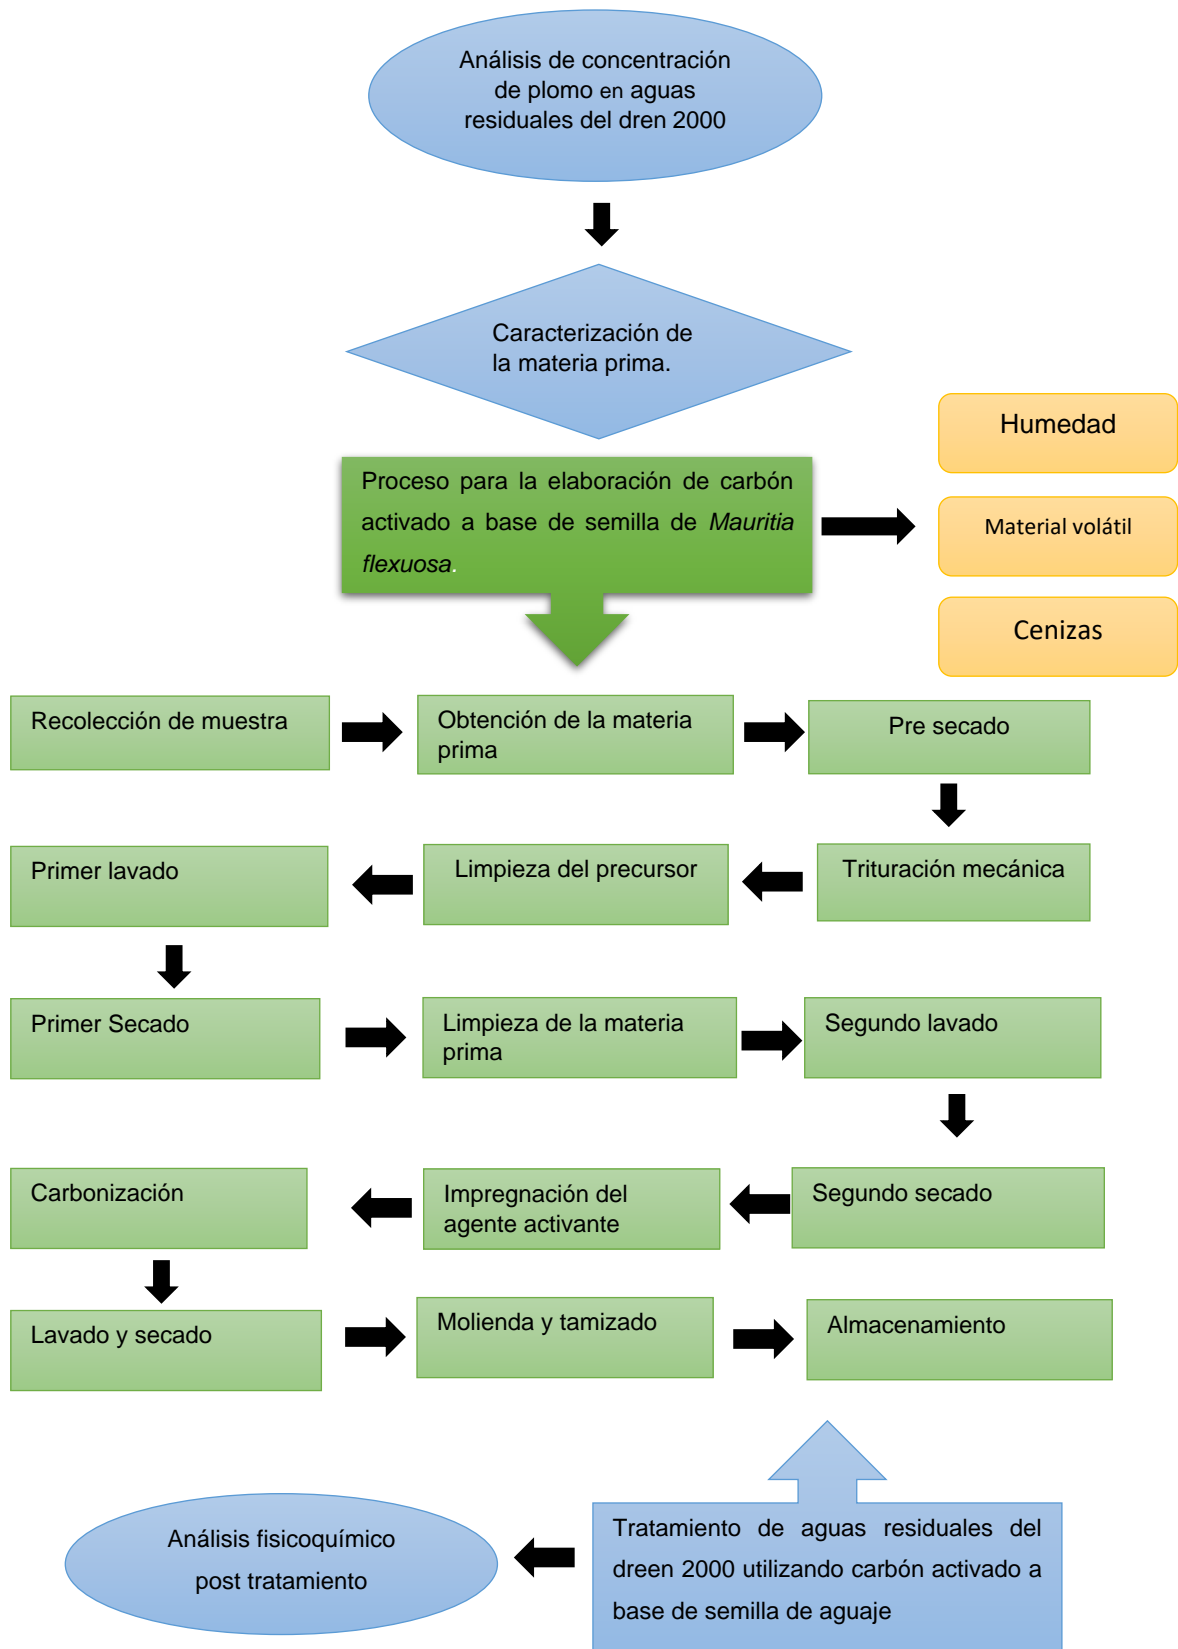 Análisis de concentración
de plomo en aguas
residuales del dren 2000
Caracterización de
la materia prima.
Humedad
Proceso para la elaboración de carbón
activado a base de semilla de Mauritia
flexuosa.
Material volátil
Cenizas
Recolección de muestra
Obtención de la materia
prima
Pre secado
Trituración mecánica
Limpieza del precursor
Primer lavado
Primer Secado
Limpieza de la materia
prima
Segundo lavado
Segundo secado
Impregnación del
agente activante
Carbonización
Lavado y secado
Molienda y tamizado
Almacenamiento
Tratamiento de aguas residuales del
dreen 2000 utilizando carbón activado a
base de semilla de aguaje
Análisis fisicoquímico
post tratamiento